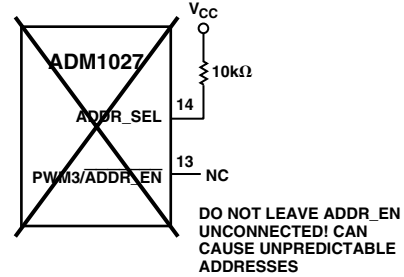 VCC
ADM1027
10kΩ
ADDR_SEL
14
PWM3/ADDR_EN
13
NC
DO NOT LEAVE ADDR_EN
UNCONNECTED! CAN
CAUSE UNPREDICTABLE
ADDRESSES